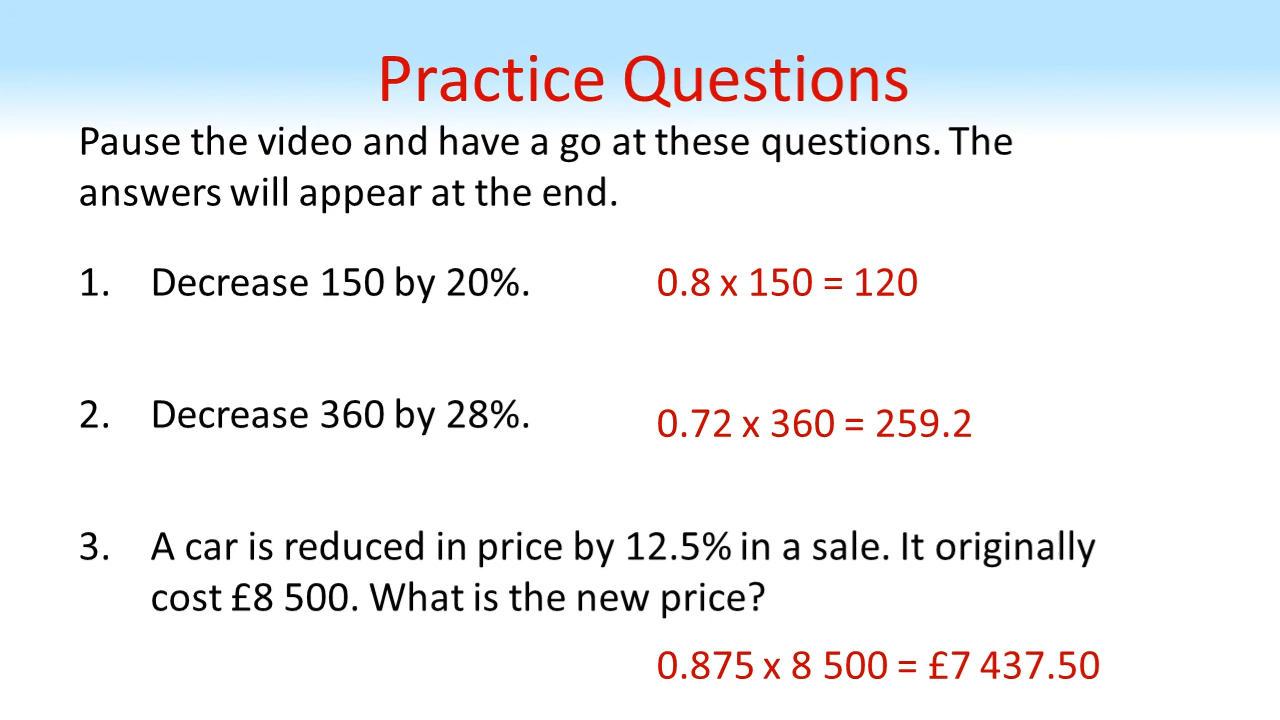 Practice Questions
Pause the video and have a go at these questions. The
answers will appear at the end.
1. Decrease 150 by 20%. 0.8 x 150 = 120
2. Decrease 360 by 28%. 0.72 x 360 = 259.2
3. A car is reduced in price by 12.5% in a sale. It originally
cost £8 500. What is the new price?
0.875 x 8 500 = £7 437.50